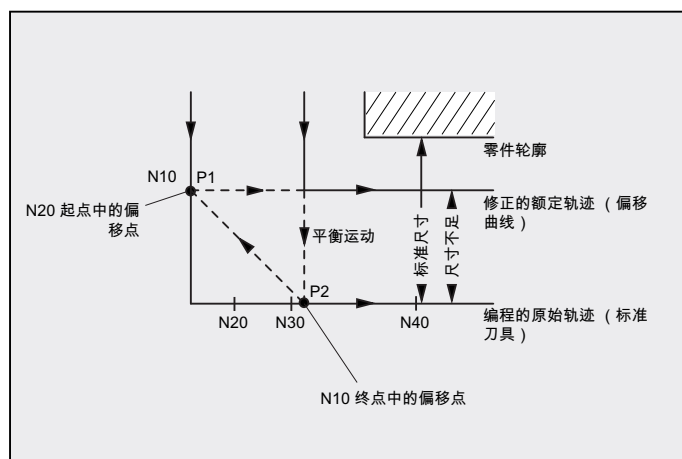 零件轮廓
N10 P1
修正的额定轨迹 （偏移
曲线）
N20 起点中的偏
移点
平衡运动
标准尺寸
尺寸不足
P2
N20 N30 N40
编程的原始轨迹 （标准
刀具）
N10 终点中的偏移点